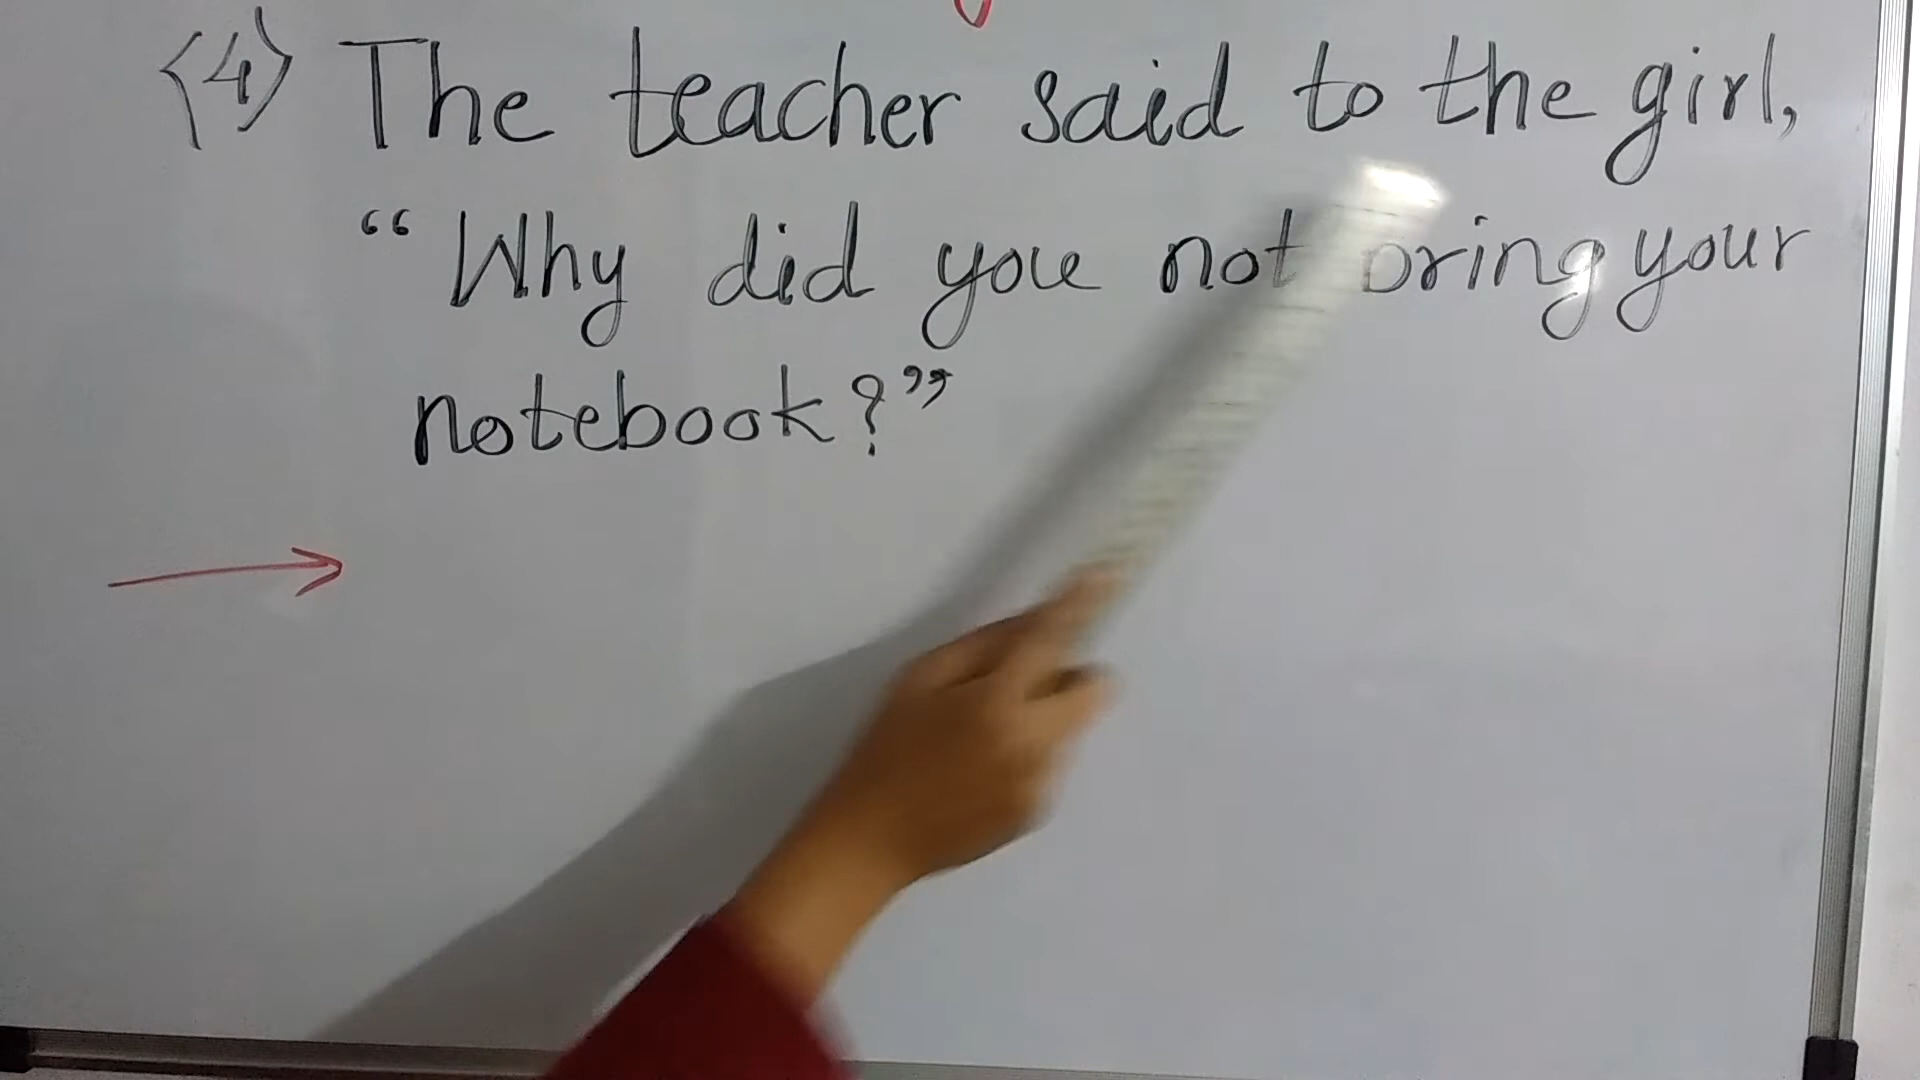 (4) The teacher said to the girl,
“Why did you not bring your
notebook?”